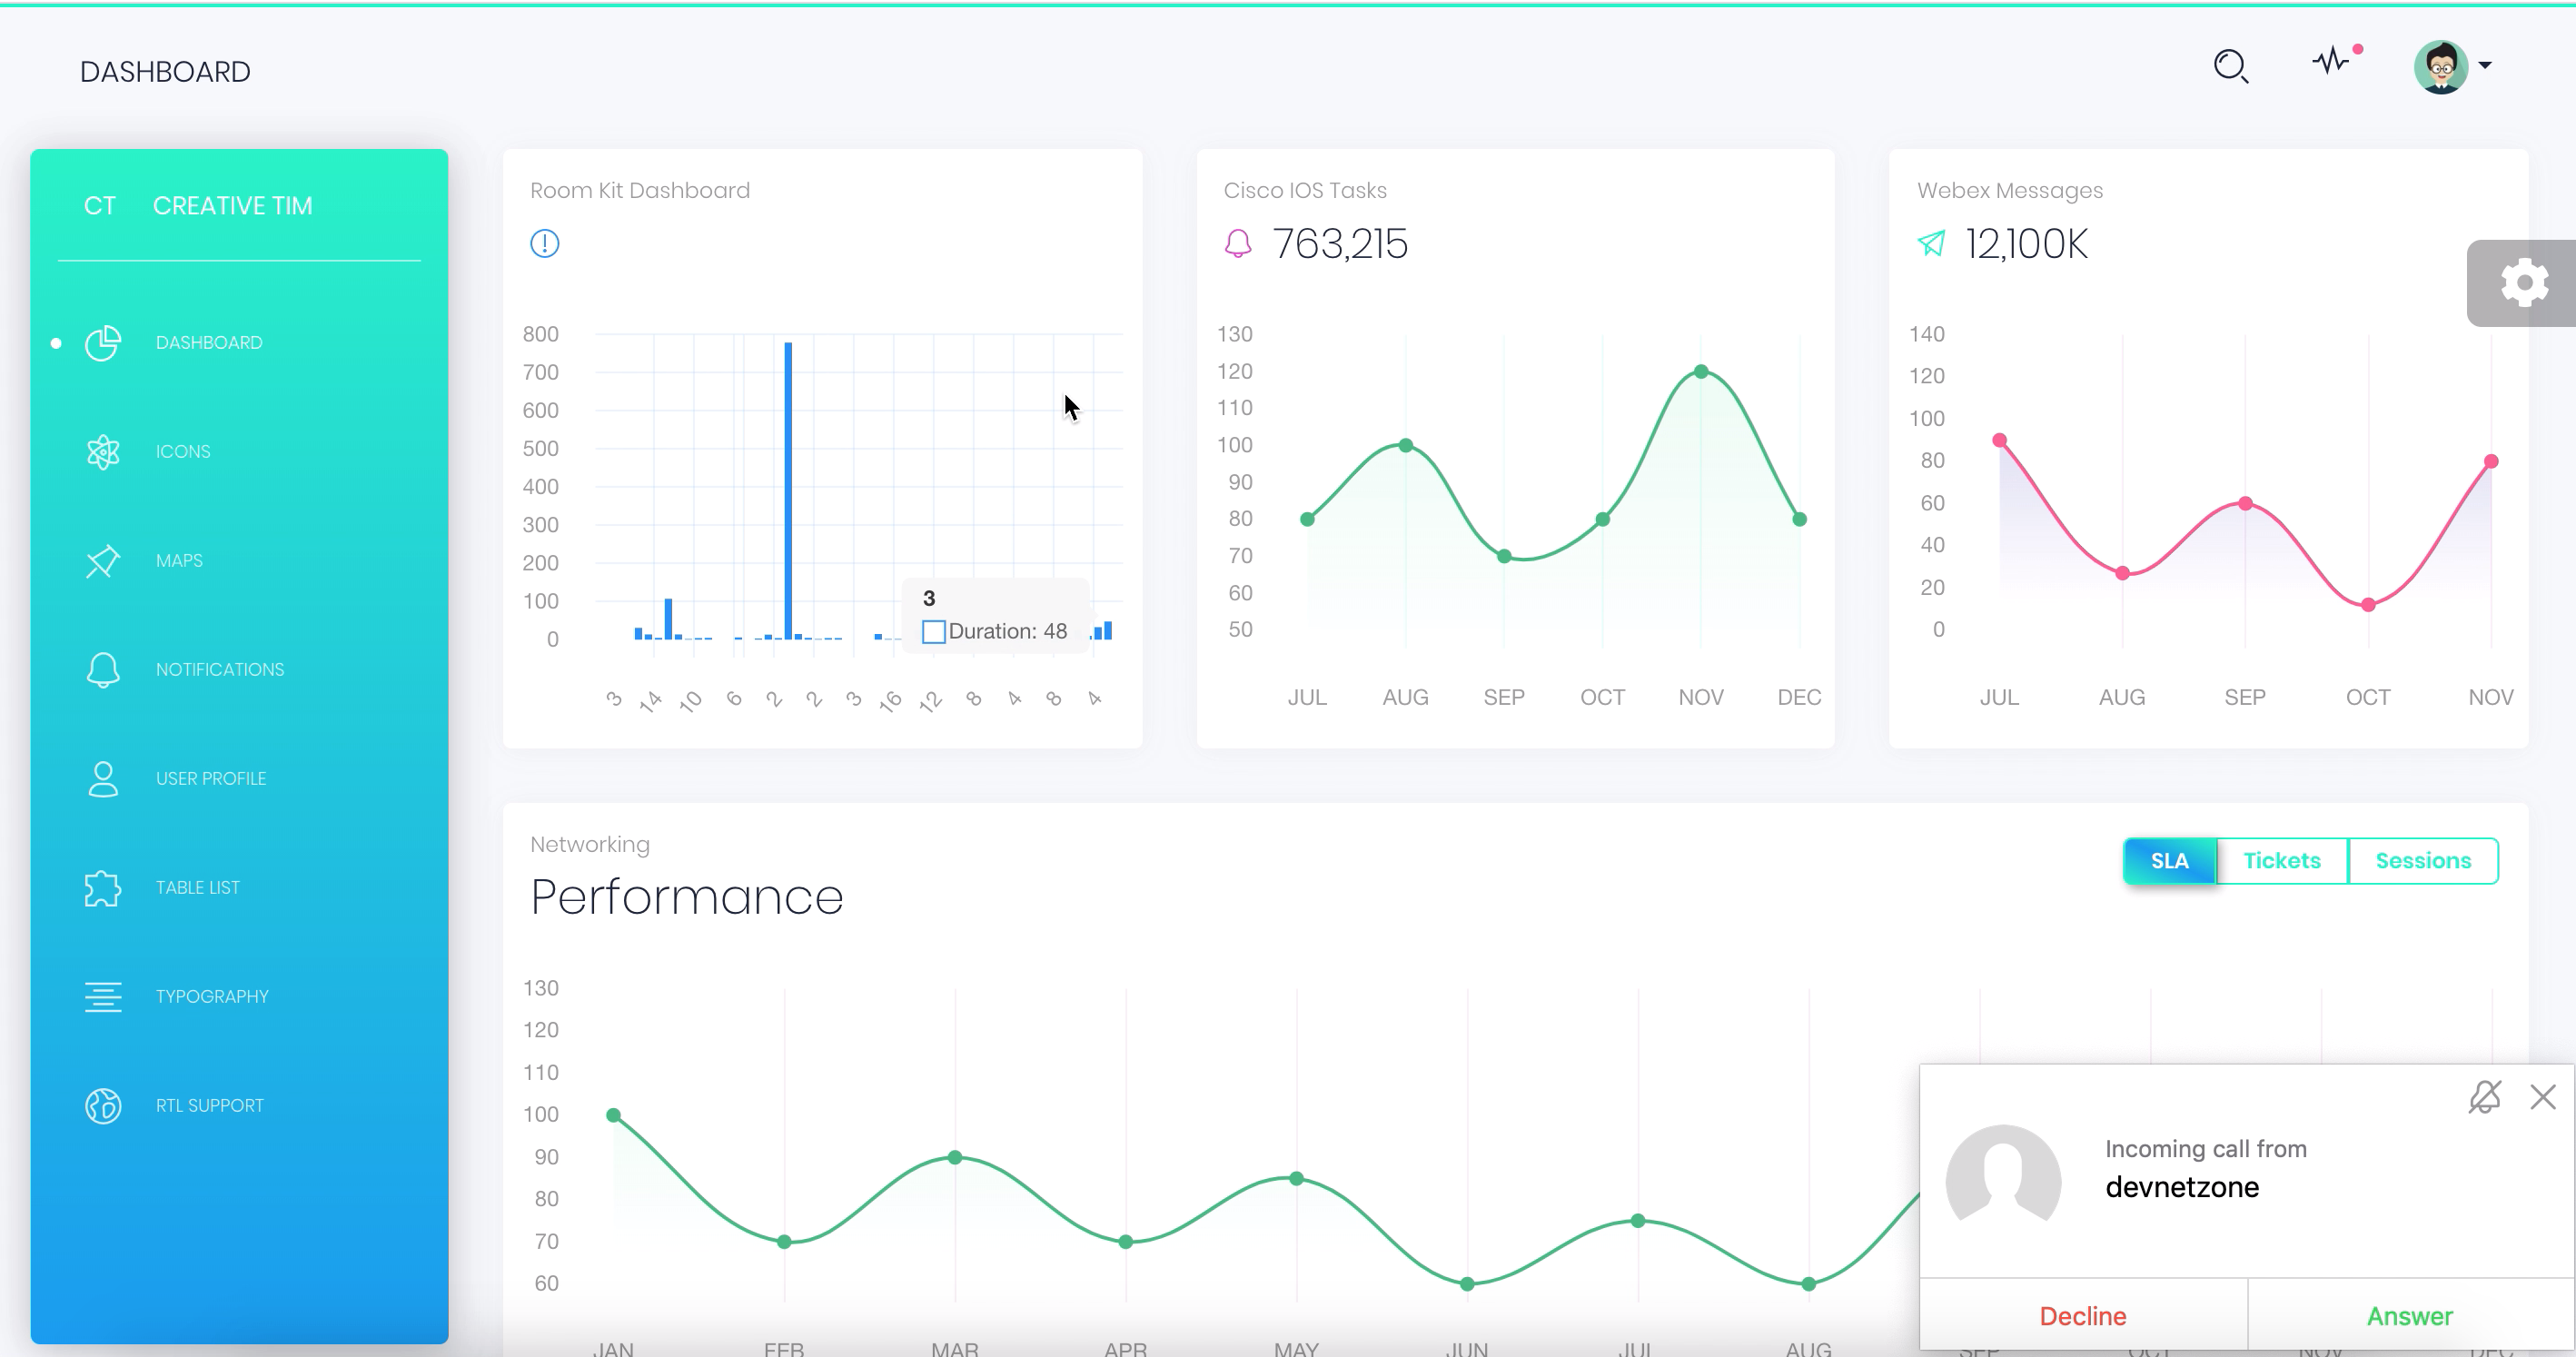 DASHBOARD
CT CREATIVE TIM
DASHBOARD
ICONS
MAPS
NOTIFICATIONS
USER PROFILE
TABLE LIST
TYPOGRAPHY
RTL SUPPORT
Room Kit Dashboard
800
700
600
500
400
300
200
100
0
3
Duration: 48
3 14 10 6 2 2 3 16 12 8 4 8 4
Cisco IOS Tasks
763,215
130
120
110
100
90
80
70
60
50
JUL AUG SEP OCT NOV DEC
Webex Messages
12,100K
140
120
100
80
60
40
20
0
JUL AUG SEP OCT NOV
Networking
Performance
SLA Tickets Sessions
130
120
110
100
90
80
70
60
JAN FEB MAR APR MAY JUN JUL AUG SEP OCT NOV DEC
Incoming call from
devnetzone
Decline Answer